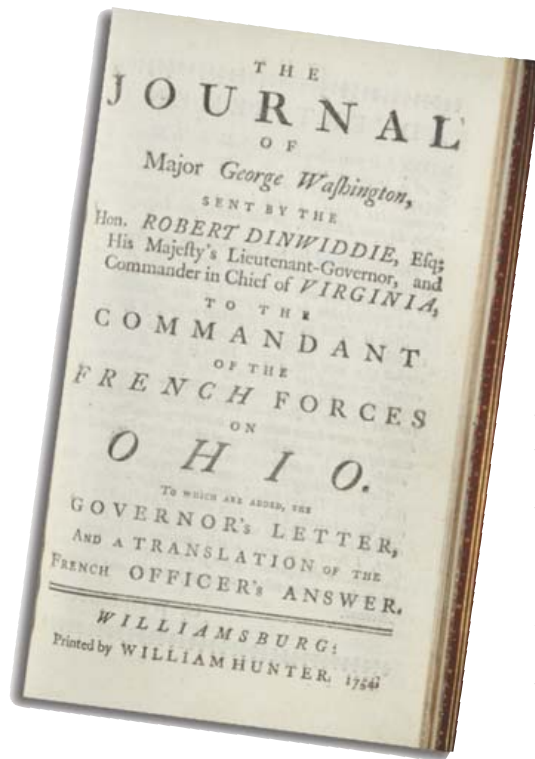 THE
JOURNAL
OF
Major George Waſhington,
SENT BY THE
Hon. ROBERT DINWIDDIE, Eſq;
His Majeſty's Lieutenant-Governor, and
Commander in Chief of VIRGINIA,
TO THE
COMMANDANT
OF THE
FRENCH FORCES
ON
OHIO.
To which are added, the
GOVERNOR's LETTER,
AND A TRANSLATION OF THE
FRENCH OFFICER's ANSWER.
WILLIAMSBURG:
Printed by WILLIAM HUNTER. 1754.